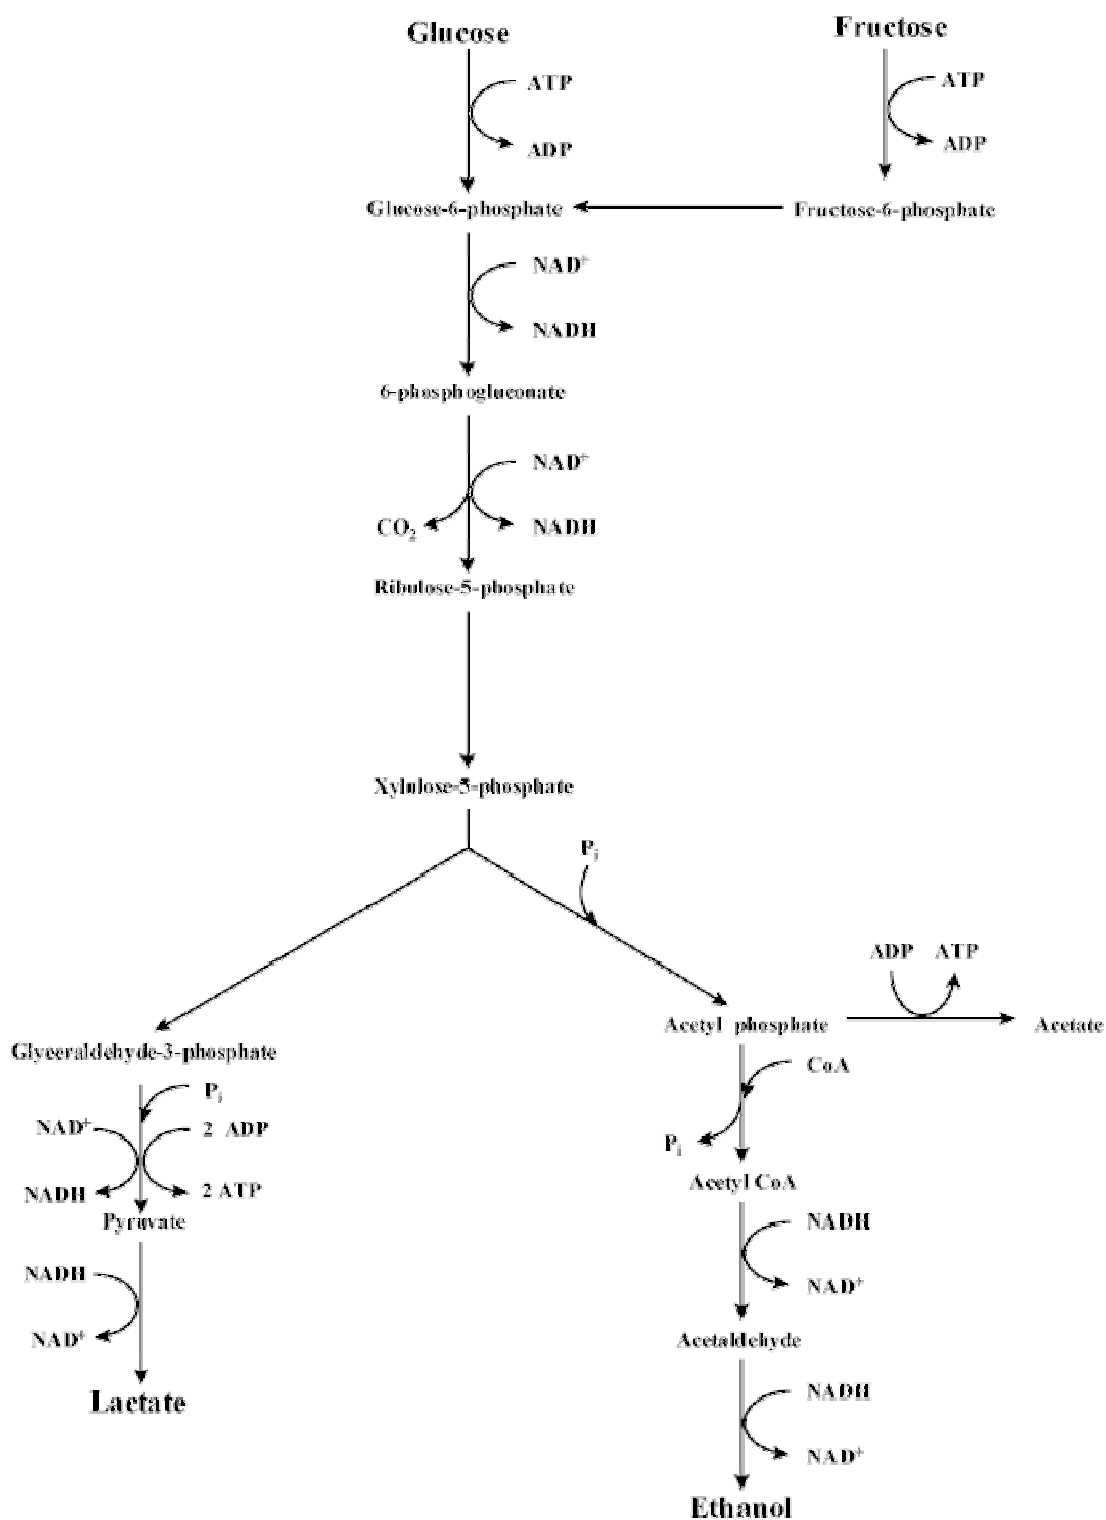 Glucose
Fructose
ATP
ATP
ADP
ADP
Glucose-6-phosphate
Fructose-6-phosphate
NAD+
NADH
6-phosphogluconate
NAD+
CO2
NADH
Ribulose-5-phosphate
Xylulose-5-phosphate
Pi
ADP ATP
Acetyl phosphate
Acetate
Glyceraldehyde-3-phosphate
CoA
Pi
NAD+
2 ADP
Pi
NADH
2 ATP
Acetyl CoA
Pyruvate
NADH
NADH
NAD+
NAD+
Acetaldehyde
Lactate
NADH
NAD+
Ethanol